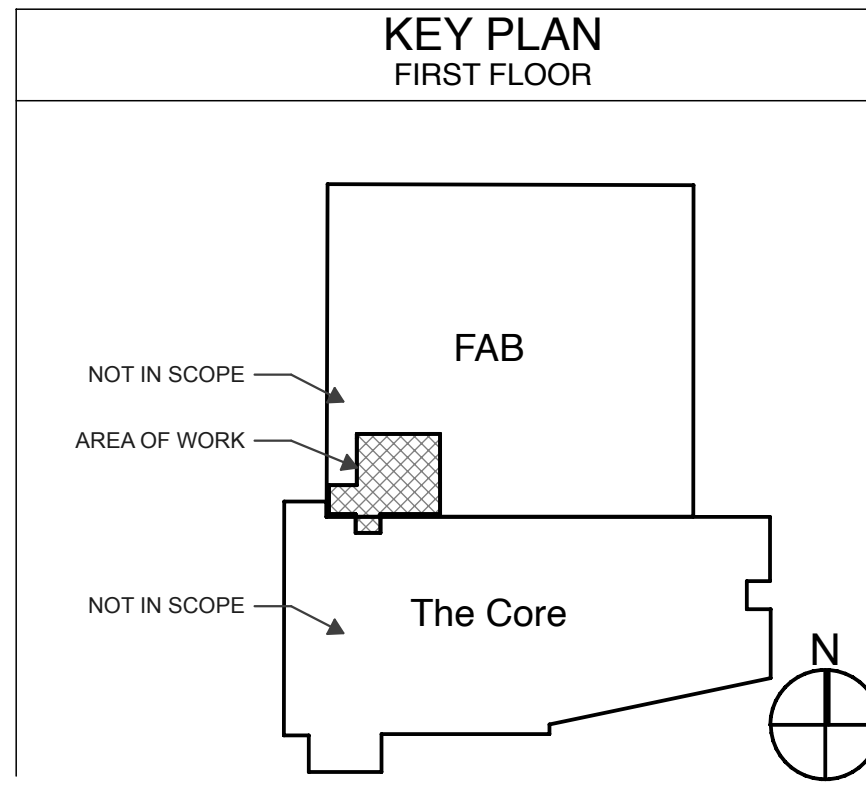 KEY PLAN
FIRST FLOOR
FAB
NOT IN SCOPE
AREA OF WORK
NOT IN SCOPE
The Core
N